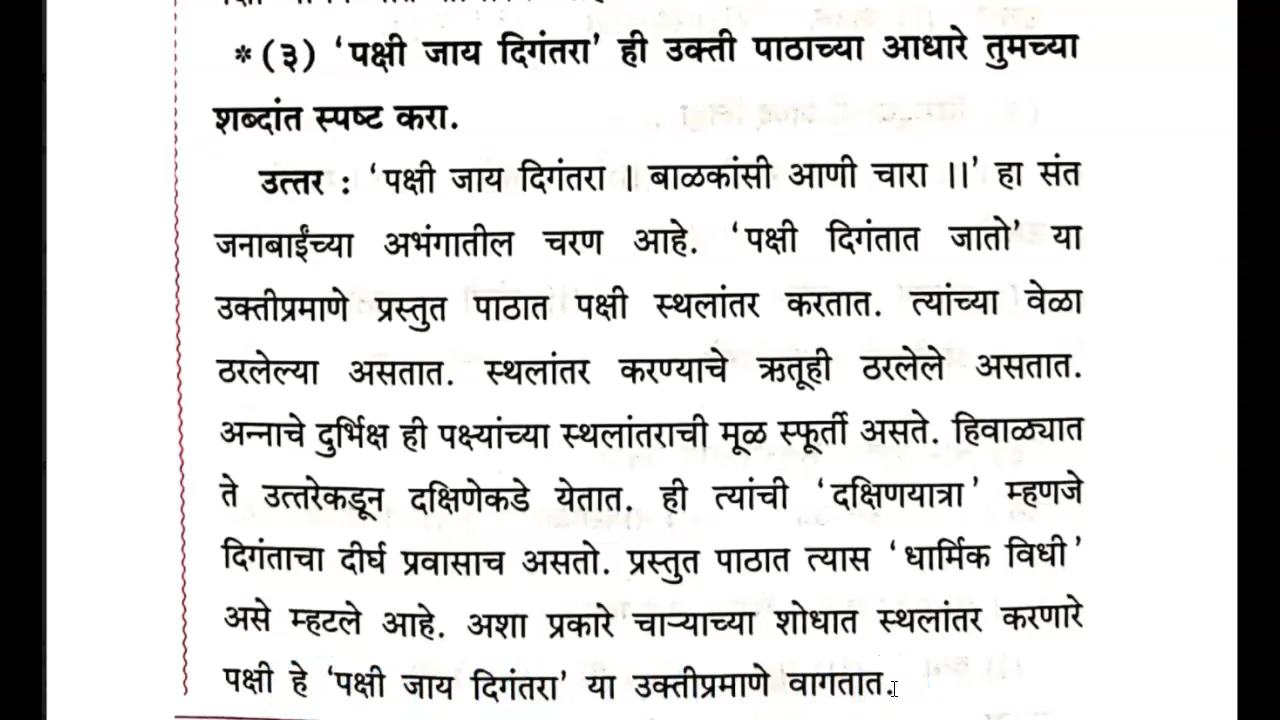 * (३) ‘पक्षी जाय दिगंतरा’ ही उक्ती पाठाच्या आधारे तुमच्या
शब्दांत स्पष्ट करा.
उत्तर : ‘पक्षी जाय दिगंतरा । बाळकांसी आणी चारा ।।’ हा संत
जनाबाईंच्या अभंगातील चरण आहे. ‘पक्षी दिगंतात जातो’ या
उक्तीप्रमाणे प्रस्तुत पाठात पक्षी स्थलांतर करतात. त्यांच्या वेळा
ठरलेल्या असतात. स्थलांतर करण्याचे ऋतूही ठरलेले असतात.
अन्नाचे दुर्भिक्ष ही पक्ष्यांच्या स्थलांतराची मूळ स्फूर्ती असते. हिवाळ्यात
ते उत्तरेकडून दक्षिणेकडे येतात. ही त्यांची ‘दक्षिणयात्रा’ म्हणजे
दिगंताचा दीर्घ प्रवासाच असतो. प्रस्तुत पाठात त्यास ‘धार्मिक विधी’
असे म्हटले आहे. अशा प्रकारे चाऱ्याच्या शोधात स्थलांतर करणारे
पक्षी हे ‘पक्षी जाय दिगंतरा’ या उक्तीप्रमाणे वागतात.